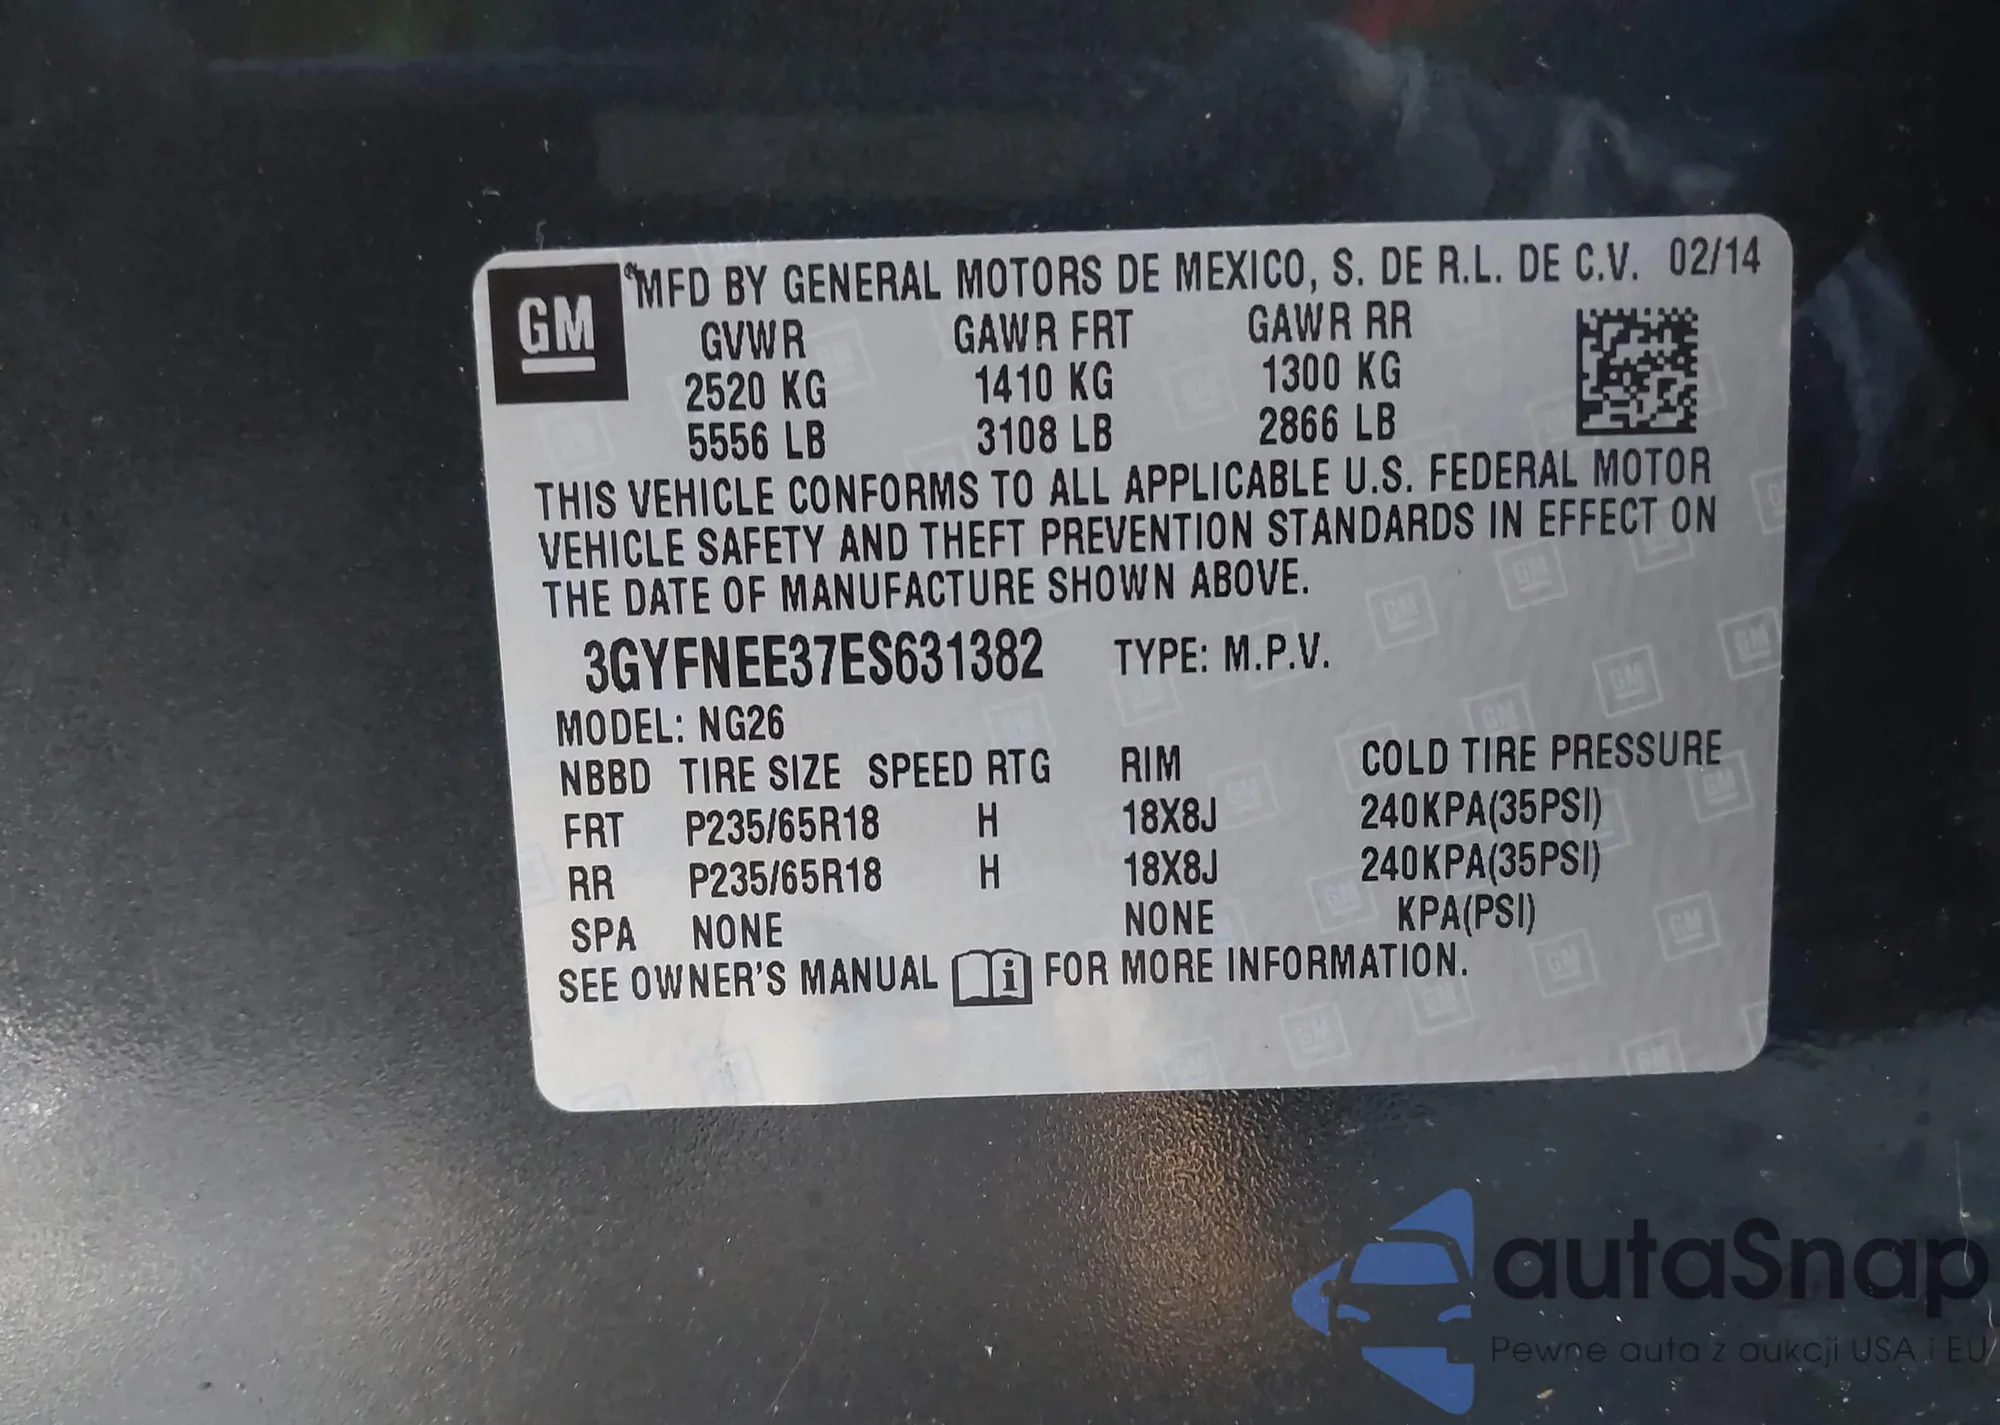 GM
MFD BY GENERAL MOTORS DE MEXICO, S. DE R.L. DE C.V. 02/14
GVWR GAWR FRT GAWR RR
2520 KG 1410 KG 1300 KG
5556 LB 3108 LB 2866 LB
THIS VEHICLE CONFORMS TO ALL APPLICABLE U.S. FEDERAL MOTOR
VEHICLE SAFETY AND THEFT PREVENTION STANDARDS IN EFFECT ON
THE DATE OF MANUFACTURE SHOWN ABOVE.
3GYFNEE37ES631382 TYPE: M.P.V.
MODEL: NG26
NBBD TIRE SIZE SPEED RTG RIM COLD TIRE PRESSURE
FRT P235/65R18 H 18X8J 240KPA(35PSI)
RR P235/65R18 H 18X8J 240KPA(35PSI)
SPA NONE NONE KPA(PSI)
SEE OWNER'S MANUAL i FOR MORE INFORMATION.
autaSnap
Pewne auta z aukcji USA i EU